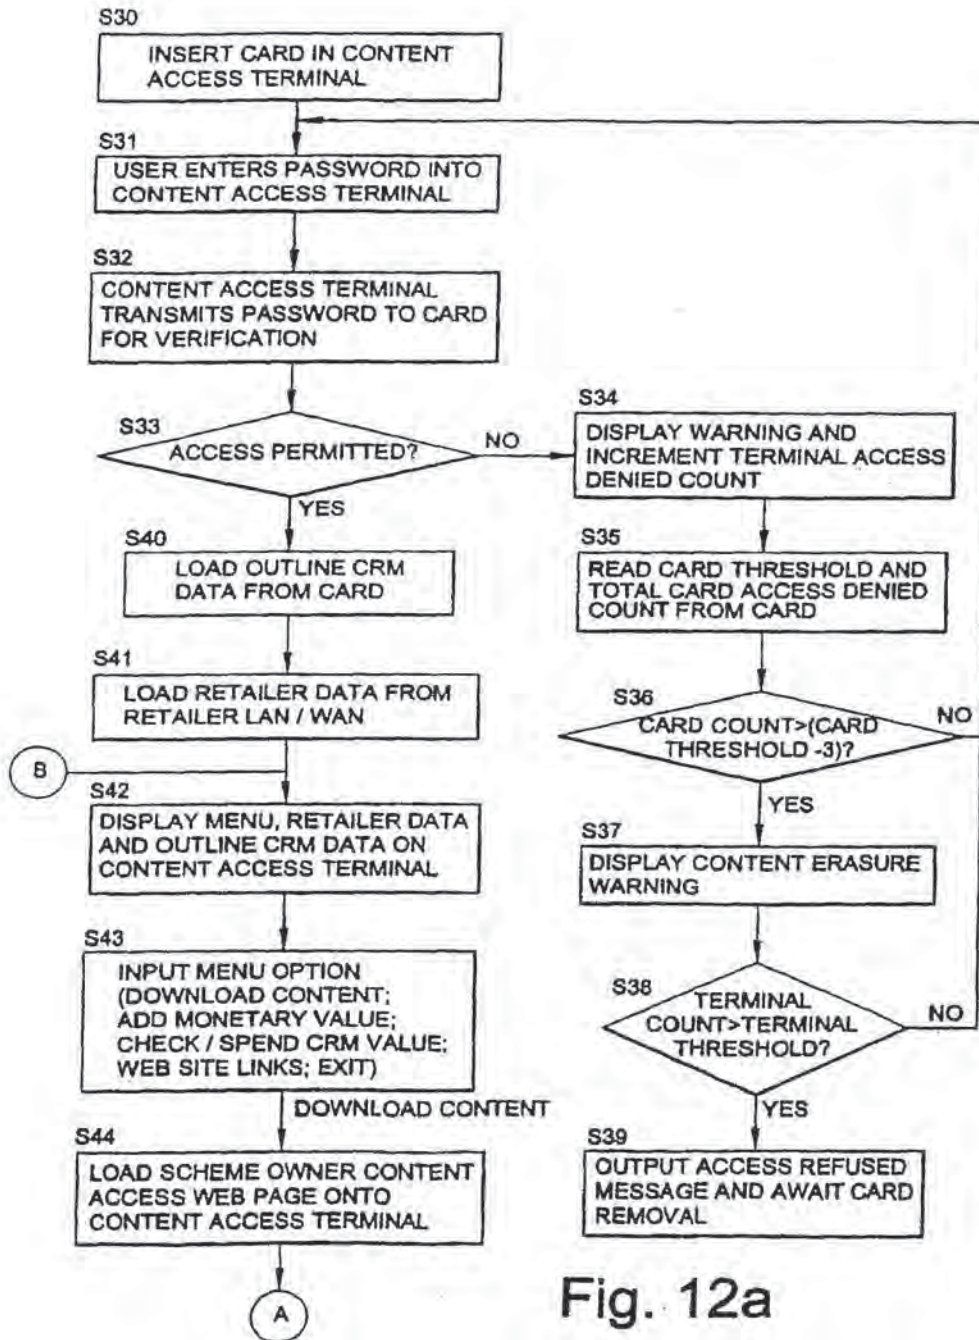 S30
INSERT CARD IN CONTENT
ACCESS TERMINAL
S31
USER ENTERS PASSWORD INTO
CONTENT ACCESS TERMINAL
S32
CONTENT ACCESS TERMINAL
TRANSMITS PASSWORD TO CARD
FOR VERIFICATION
S33
ACCESS PERMITTED?
NO
YES
S34
DISPLAY WARNING AND
INCREMENT TERMINAL ACCESS
DENIED COUNT
S35
READ CARD THRESHOLD AND
TOTAL CARD ACCESS DENIED
COUNT FROM CARD
S36
CARD COUNT>(CARD
THRESHOLD -3)?
NO
YES
S37
DISPLAY CONTENT ERASURE
WARNING
S38
TERMINAL
COUNT>TERMINAL
THRESHOLD?
NO
YES
S39
OUTPUT ACCESS REFUSED
MESSAGE AND AWAIT CARD
REMOVAL
S40
LOAD OUTLINE CRM
DATA FROM CARD
S41
LOAD RETAILER DATA FROM
RETAILER LAN / WAN
B
S42
DISPLAY MENU, RETAILER DATA
AND OUTLINE CRM DATA ON
CONTENT ACCESS TERMINAL
S43
INPUT MENU OPTION
(DOWNLOAD CONTENT;
ADD MONETARY VALUE;
CHECK / SPEND CRM VALUE;
WEB SITE LINKS; EXIT)
DOWNLOAD CONTENT
S44
LOAD SCHEME OWNER CONTENT
ACCESS WEB PAGE ONTO
CONTENT ACCESS TERMINAL
A
Fig. 12a